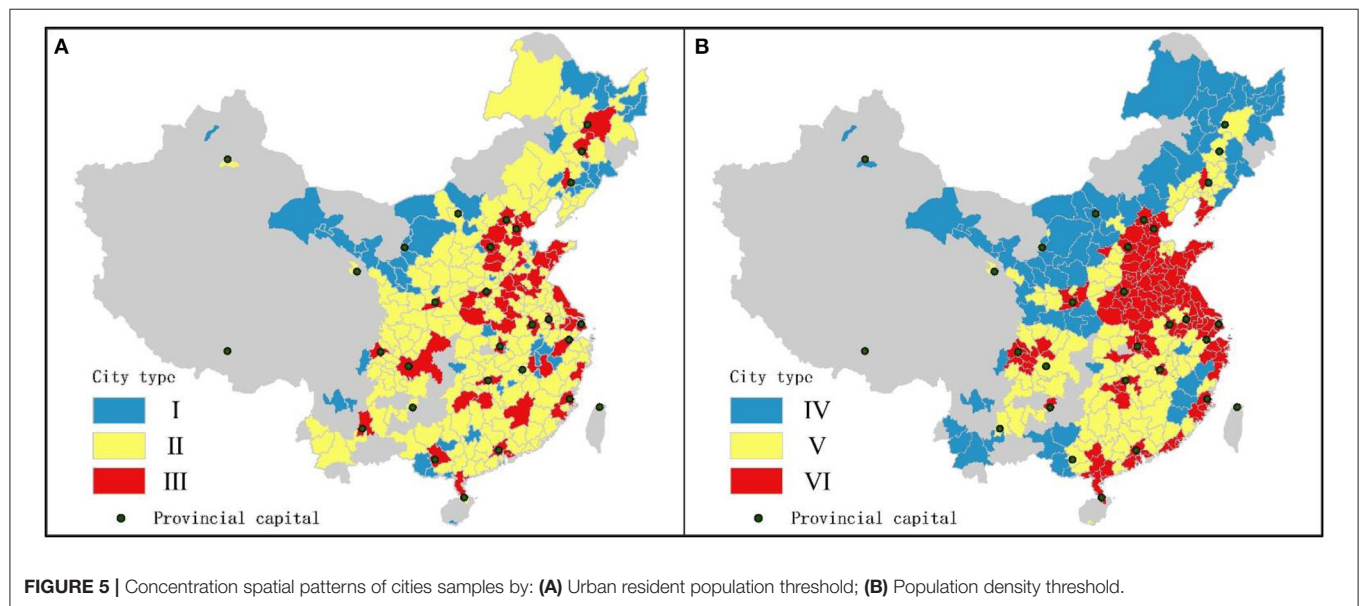 A
City type
I
II
III
Provincial capital
B
City type
IV
V
VI
Provincial capital
FIGURE 5 | Concentration spatial patterns of cities samples by: (A) Urban resident population threshold; (B) Population density threshold.